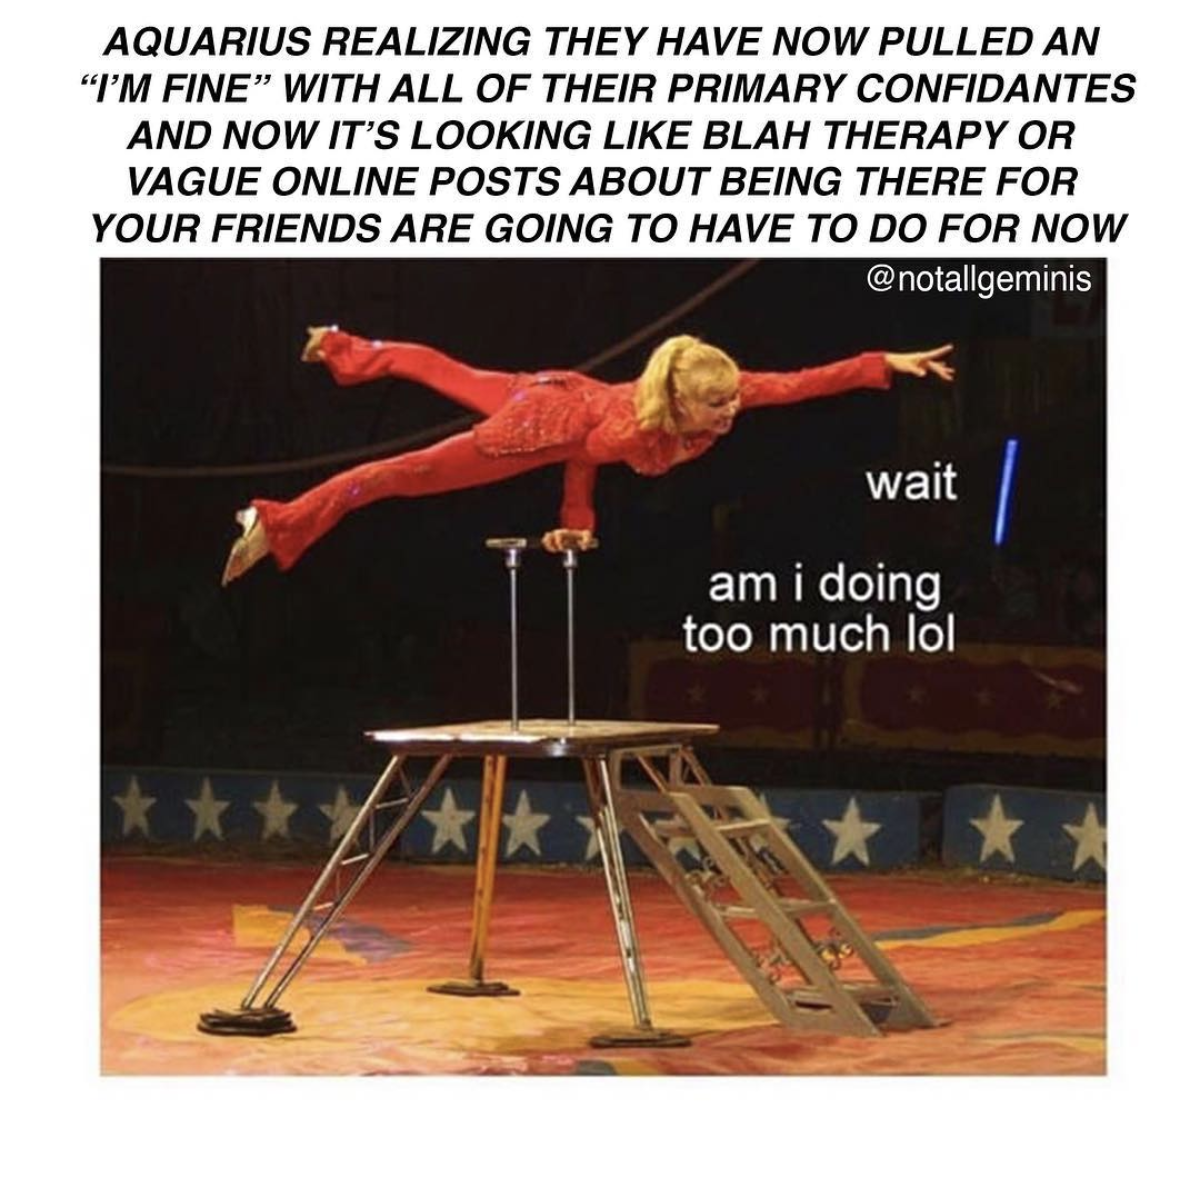 AQUARIUS REALIZING THEY HAVE NOW PULLED AN
“I’M FINE” WITH ALL OF THEIR PRIMARY CONFIDANTES
AND NOW IT’S LOOKING LIKE BLAH THERAPY OR
VAGUE ONLINE POSTS ABOUT BEING THERE FOR
YOUR FRIENDS ARE GOING TO HAVE TO DO FOR NOW
@notallgeminis
wait
am i doing
too much lol